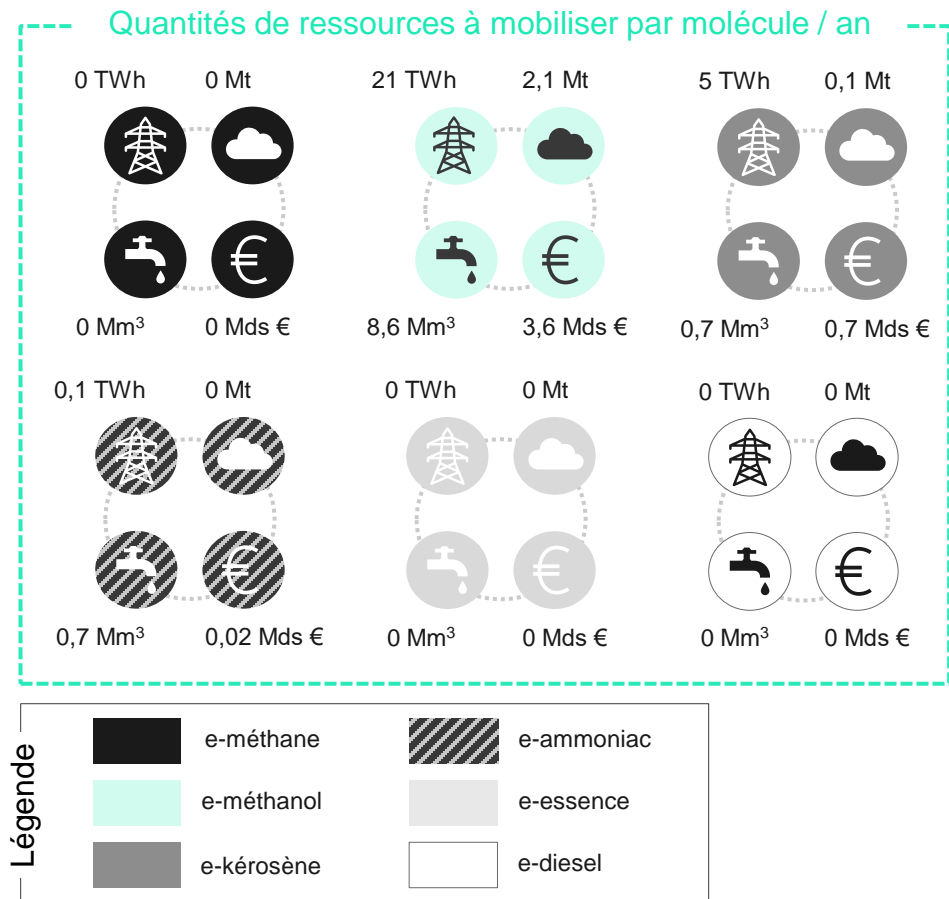 Quantités de ressources à mobiliser par molécule / an
0 TWh 0 Mt 21 TWh 2,1 Mt 5 TWh 0,1 Mt
0 Mm³ 0 Mds € 8,6 Mm³ 3,6 Mds € 0,7 Mm³ 0,7 Mds €
0,1 TWh 0 Mt 0 TWh 0 Mt 0 TWh 0 Mt
0,7 Mm³ 0,02 Mds € 0 Mm³ 0 Mds € 0 Mm³ 0 Mds €
Légende
e-méthane e-ammoniac
e-méthanol e-essence
e-kérosène e-diesel